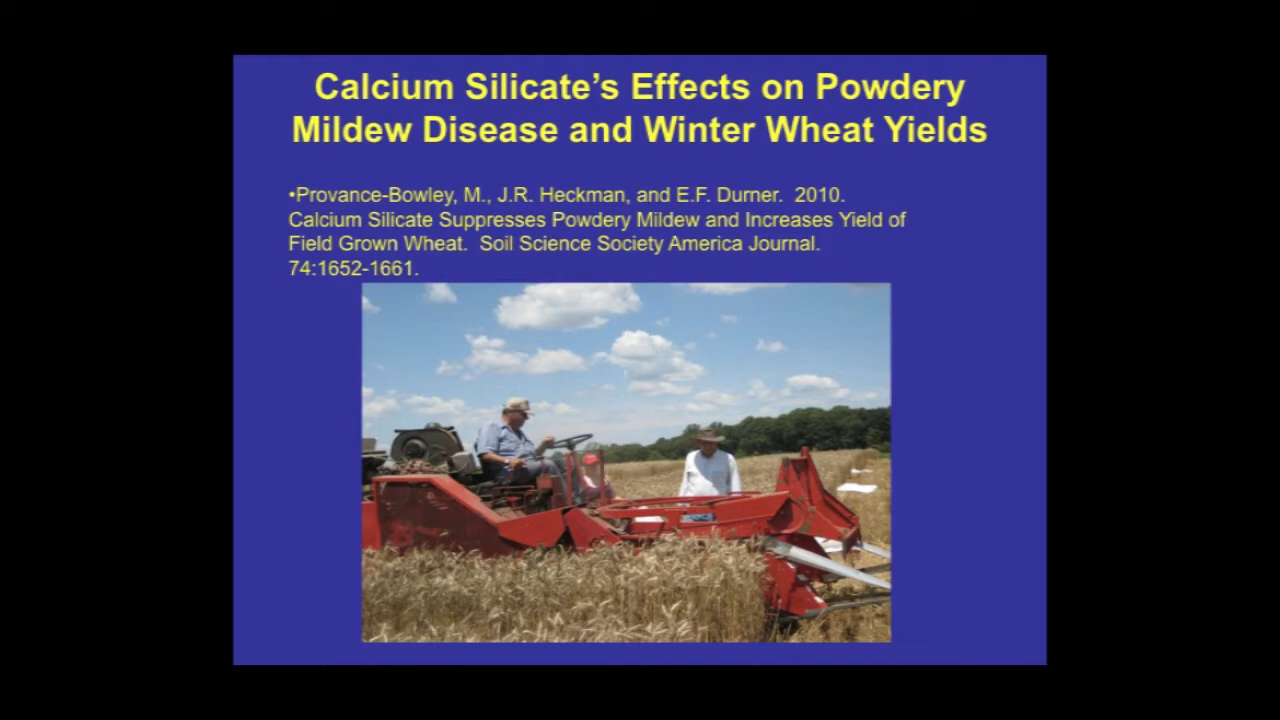 Calcium Silicate’s Effects on Powdery
Mildew Disease and Winter Wheat Yields
•Provance-Bowley, M., J.R. Heckman, and E.F. Durner.  2010.
Calcium Silicate Suppresses Powdery Mildew and Increases Yield of
Field Grown Wheat.  Soil Science Society America Journal.
74:1652-1661.